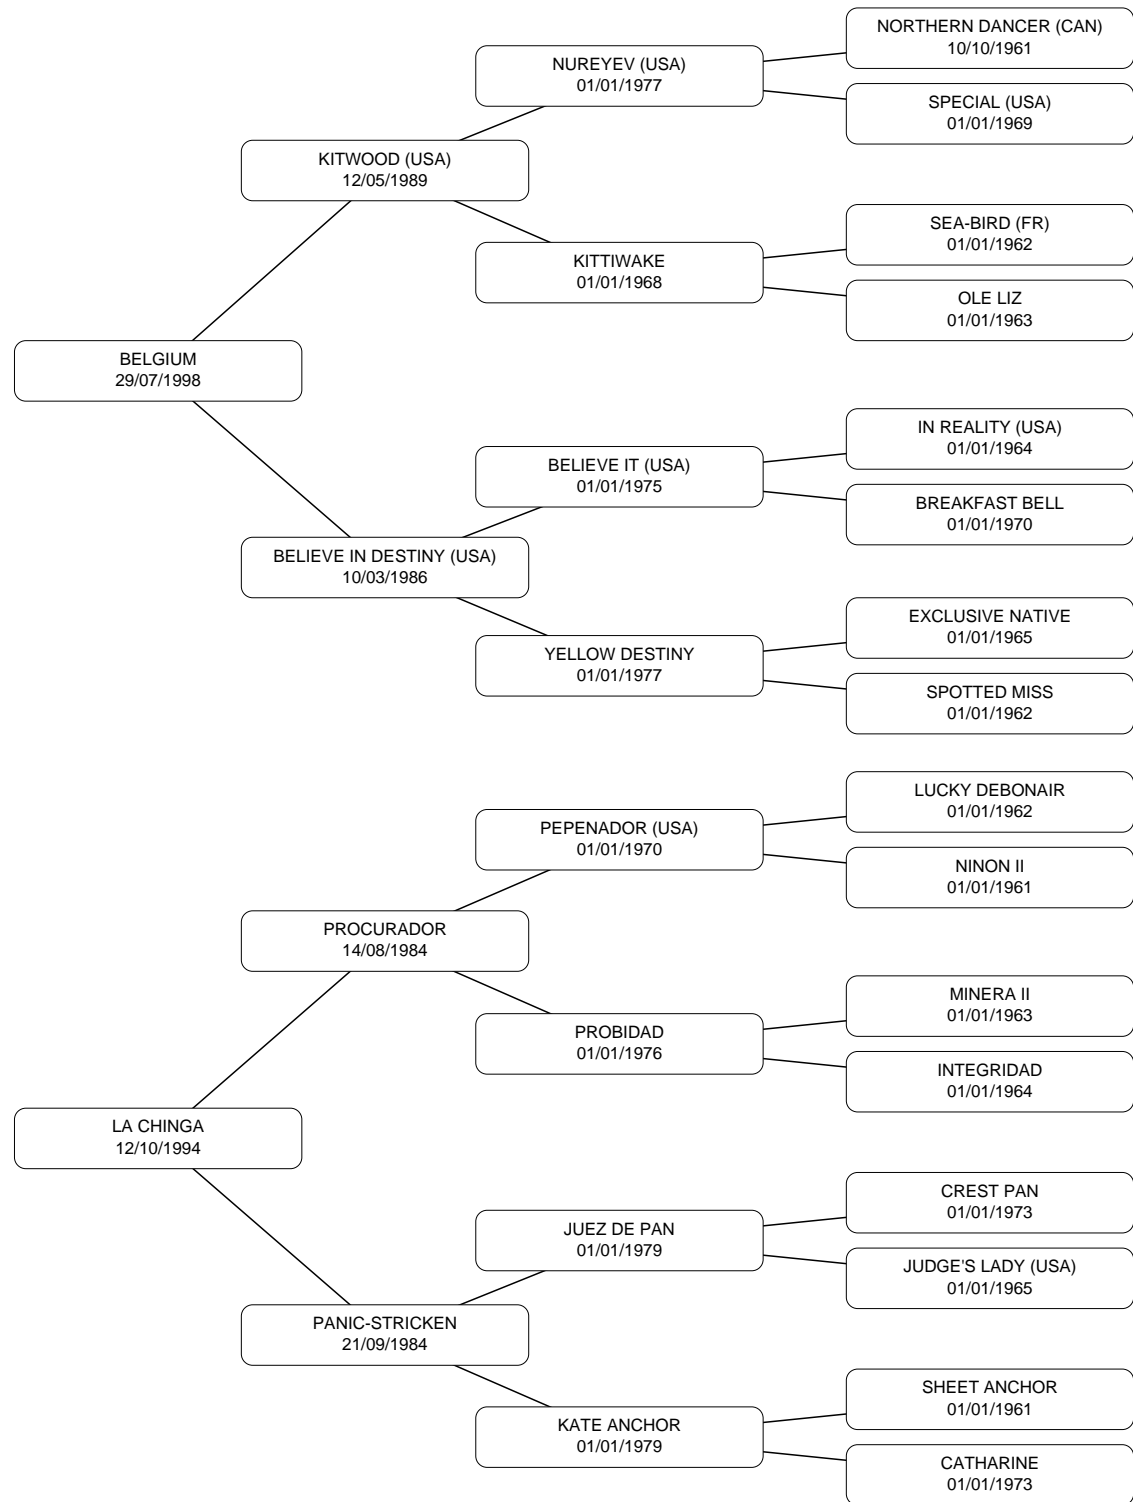 NORTHERN DANCER (CAN)
10/10/1961
NUREYEV (USA)
01/01/1977
SPECIAL (USA)
01/01/1969
KITWOOD (USA)
12/05/1989
SEA-BIRD (FR)
01/01/1962
KITTIWAKE
01/01/1968
OLE LIZ
01/01/1963
BELGIUM
29/07/1998
IN REALITY (USA)
01/01/1964
BELIEVE IT (USA)
01/01/1975
BREAKFAST BELL
01/01/1970
BELIEVE IN DESTINY (USA)
10/03/1986
EXCLUSIVE NATIVE
01/01/1965
YELLOW DESTINY
01/01/1977
SPOTTED MISS
01/01/1962
LUCKY DEBONAIR
01/01/1962
PEPENADOR (USA)
01/01/1970
NINON II
01/01/1961
PROCURADOR
14/08/1984
MINERA II
01/01/1963
PROBIDAD
01/01/1976
INTEGRIDAD
01/01/1964
LA CHINGA
12/10/1994
CREST PAN
01/01/1973
JUEZ DE PAN
01/01/1979
JUDGE'S LADY (USA)
01/01/1965
PANIC-STRICKEN
21/09/1984
SHEET ANCHOR
01/01/1961
KATE ANCHOR
01/01/1979
CATHARINE
01/01/1973